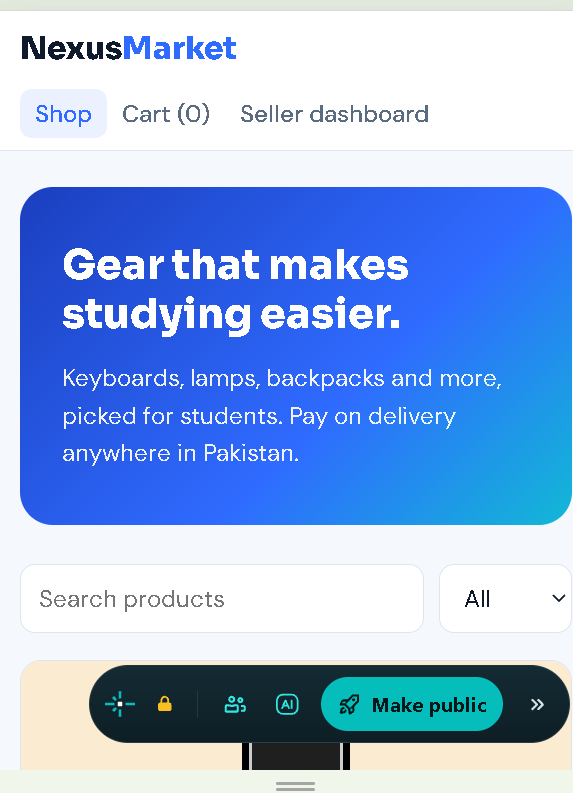 NexusMarket
Shop Cart (0) Seller dashboard
Gear that makes
studying easier.
Keyboards, lamps, backpacks and more,
picked for students. Pay on delivery
anywhere in Pakistan.
Search products All
AI Make public